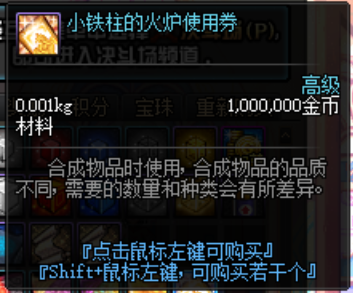 小铁柱的火炉使用券
高级
0.001kg 1,000,000金币
材料
合成物品时使用,合成物品的品质
不同,需要的数量和种类会有所差异。
『点击鼠标左键可购买』
『Shift+鼠标左键,可购买若干个』